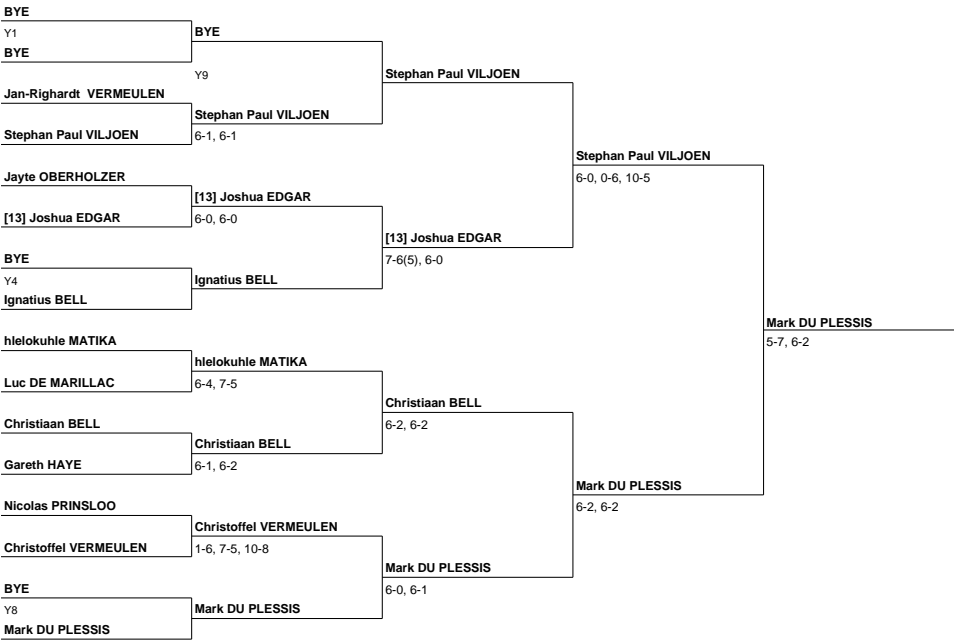 BYE
Y1
BYE
BYE
Y9
Jan-Righardt VERMEULEN
Stephan Paul VILJOEN
Stephan Paul VILJOEN
6-1, 6-1
Stephan Paul VILJOEN
Jayte OBERHOLZER
[13] Joshua EDGAR
[13] Joshua EDGAR
6-0, 6-0
[13] Joshua EDGAR
7-6(5), 6-0
BYE
Y4
Ignatius BELL
Ignatius BELL
Stephan Paul VILJOEN
6-0, 0-6, 10-5
hlelokuhle MATIKA
Luc DE MARILLAC
hlelokuhle MATIKA
6-4, 7-5
Christiaan BELL
6-2, 6-2
Christiaan BELL
Gareth HAYE
Christiaan BELL
6-1, 6-2
Nicolas PRINSLOO
Christoffel VERMEULEN
Christoffel VERMEULEN
1-6, 7-5, 10-8
Mark DU PLESSIS
6-0, 6-1
BYE
Y8
Mark DU PLESSIS
Mark DU PLESSIS
Mark DU PLESSIS
6-2, 6-2
Mark DU PLESSIS
5-7, 6-2